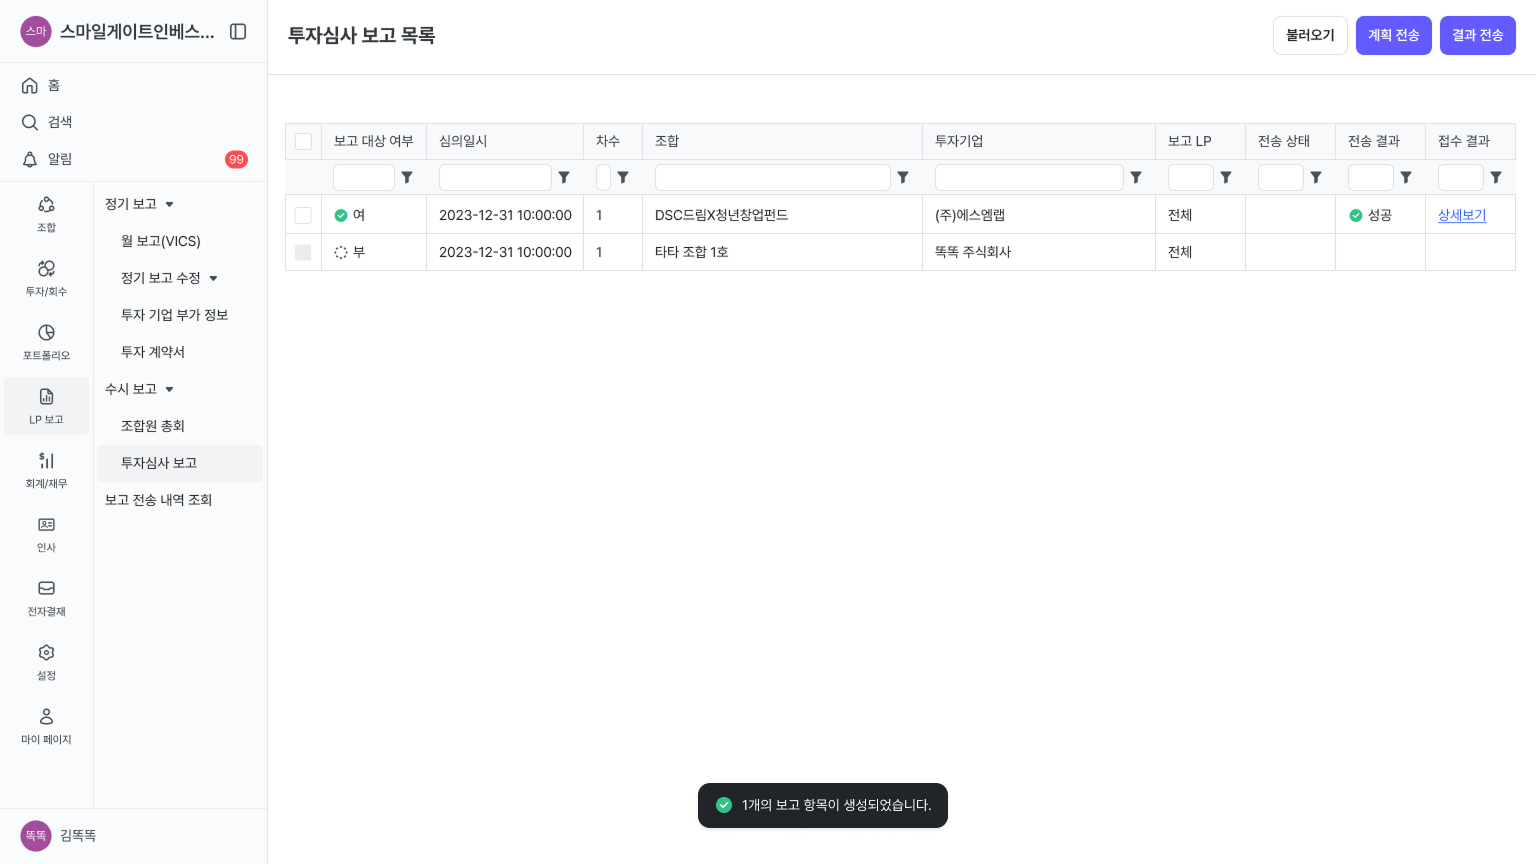 스마 스마일게이트인베스...
홈
검색
알림 99
조합
투자/회수
포트폴리오
LP 보고
회계/재무
인사
전자결재
설정
마이 페이지
정기 보고
월 보고(VICS)
정기 보고 수정
투자 기업 부가 정보
투자 계약서
수시 보고
조합원 총회
투자심사 보고
보고 전송 내역 조회
똑똑 김똑똑
투자심사 보고 목록
불러오기 계획 전송 결과 전송
보고 대상 여부 심의일시 차수 조합 투자기업 보고 LP 전송 상태 전송 결과 접수 결과
여 2023-12-31 10:00:00 1 DSC드림X청년창업펀드 (주)에스엠랩 전체 성공 상세보기
부 2023-12-31 10:00:00 1 타타 조합 1호 똑똑 주식회사 전체
1개의 보고 항목이 생성되었습니다.